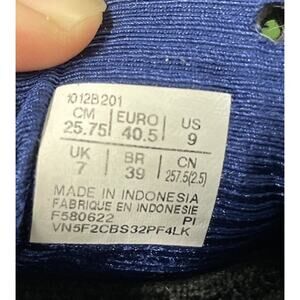 1012B201
CM EURO US
25.75 40.5 9
UK BR CN
7 39 257.5(2.5)
MADE IN INDONESIA
FABRIQUE EN INDONESIE
F580622 PI
VN5F2CBS32PF4LK